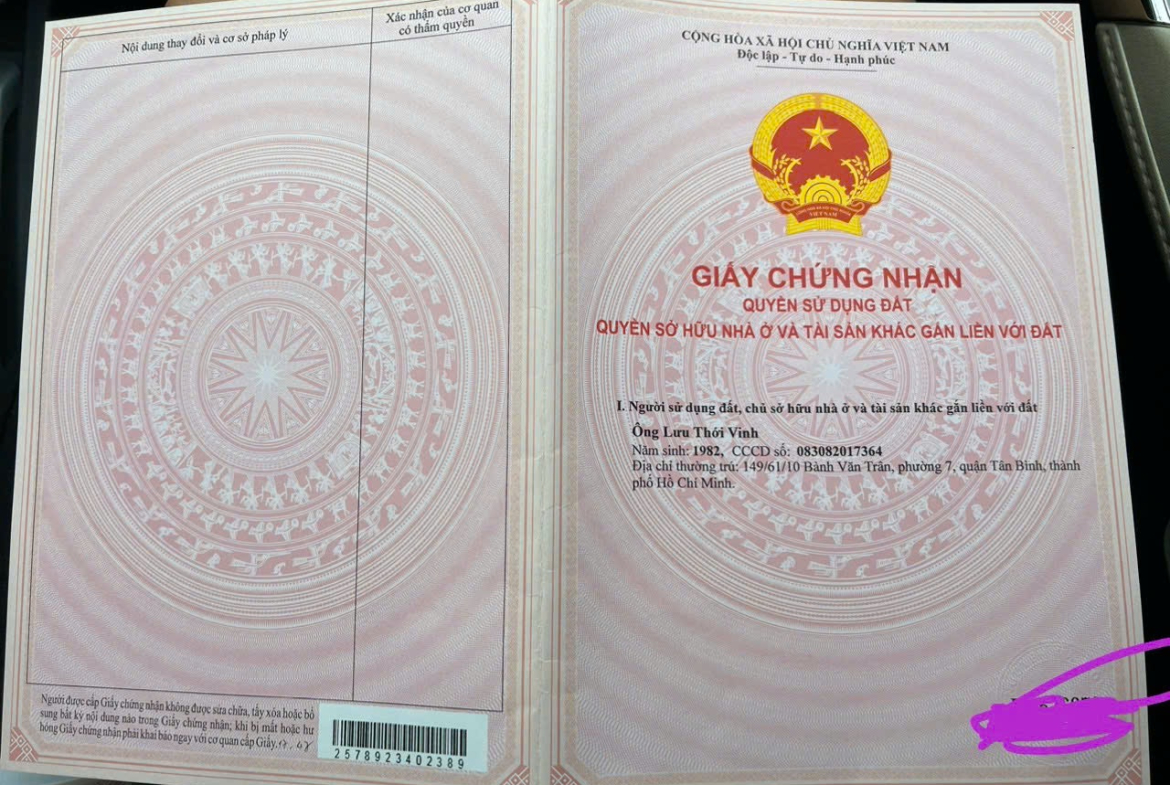 Nội dung thay đổi và cơ sở pháp lý
Xác nhận của cơ quan
có thẩm quyền
Người được cấp Giấy chứng nhận không được sửa chữa, tẩy xóa hoặc bổ
sung bất kỳ nội dung nào trong Giấy chứng nhận; khi bị mất hoặc hư
hỏng Giấy chứng nhận phải khai báo ngay với cơ quan cấp Giấy.
2578923402389
CỘNG HÒA XÃ HỘI CHỦ NGHĨA VIỆT NAM
Độc lập - Tự do - Hạnh phúc
VIỆT NAM
GIẤY CHỨNG NHẬN
QUYỀN SỬ DỤNG ĐẤT
QUYỀN SỞ HỮU NHÀ Ở VÀ TÀI SẢN KHÁC GẮN LIỀN VỚI ĐẤT
I. Người sử dụng đất, chủ sở hữu nhà ở và tài sản khác gắn liền với đất
Ông Lưu Thới Vinh
Năm sinh: 1982, CCCD số: 083082017364
Địa chỉ thường trú: 149/61/10 Bành Văn Trân, phường 7, quận Tân Bình, thành
phố Hồ Chí Minh.